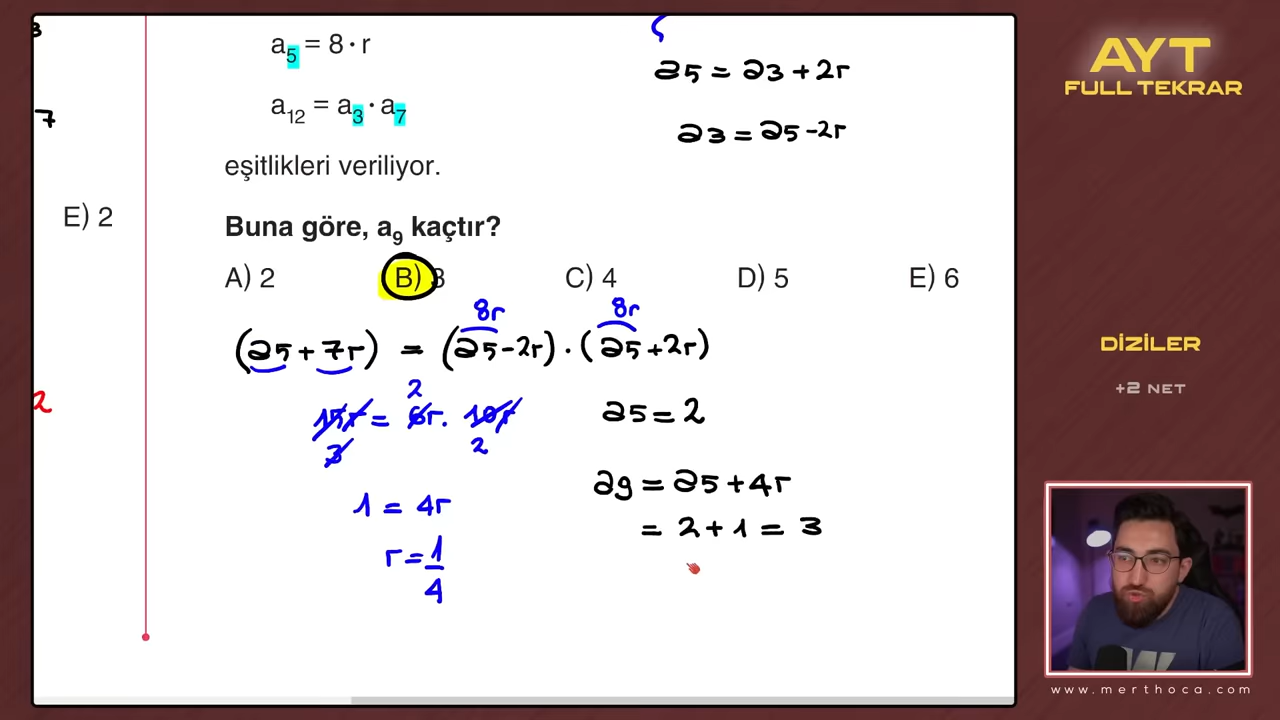 a5 = 8 · r
a12 = a3 · a7
eşitlikleri veriliyor.
Buna göre, a9 kaçtır?
A) 2 B) 3 C) 4 D) 5 E) 6
a5 = a3 + 2r
a3 = a5 - 2r
8r 8r
(a5 + 7r) = (a5 - 2r) · (a5 + 2r)
2
15r = 6r · 10r
3 2
1 = 4r
r = 1/4
a5 = 2
a9 = a5 + 4r
= 2 + 1 = 3
7
E) 2
2
AYT
FULL TEKRAR
DİZİLER
+2 NET
www.merthoca.com